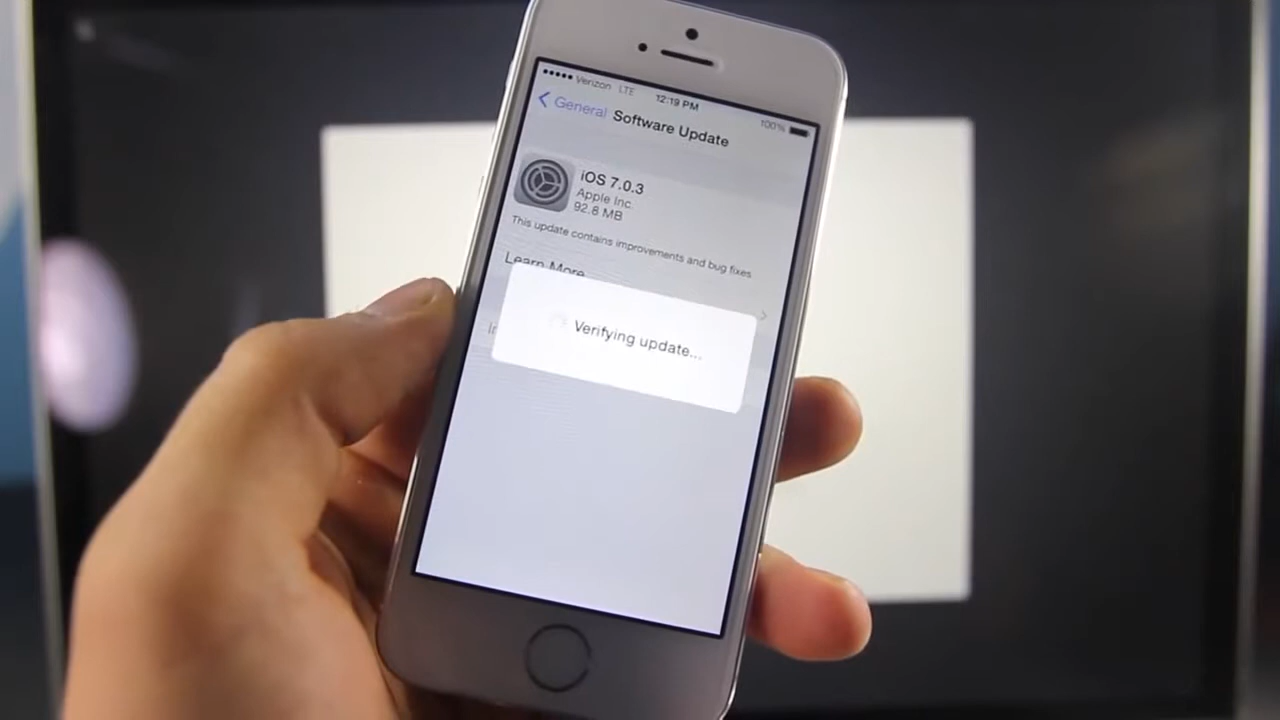 Verizon LTE 12:19 PM 100%
General Software Update
iOS 7.0.3
Apple Inc.
92.8 MB
This update contains improvements and bug fixes
Learn More
Verifying update...